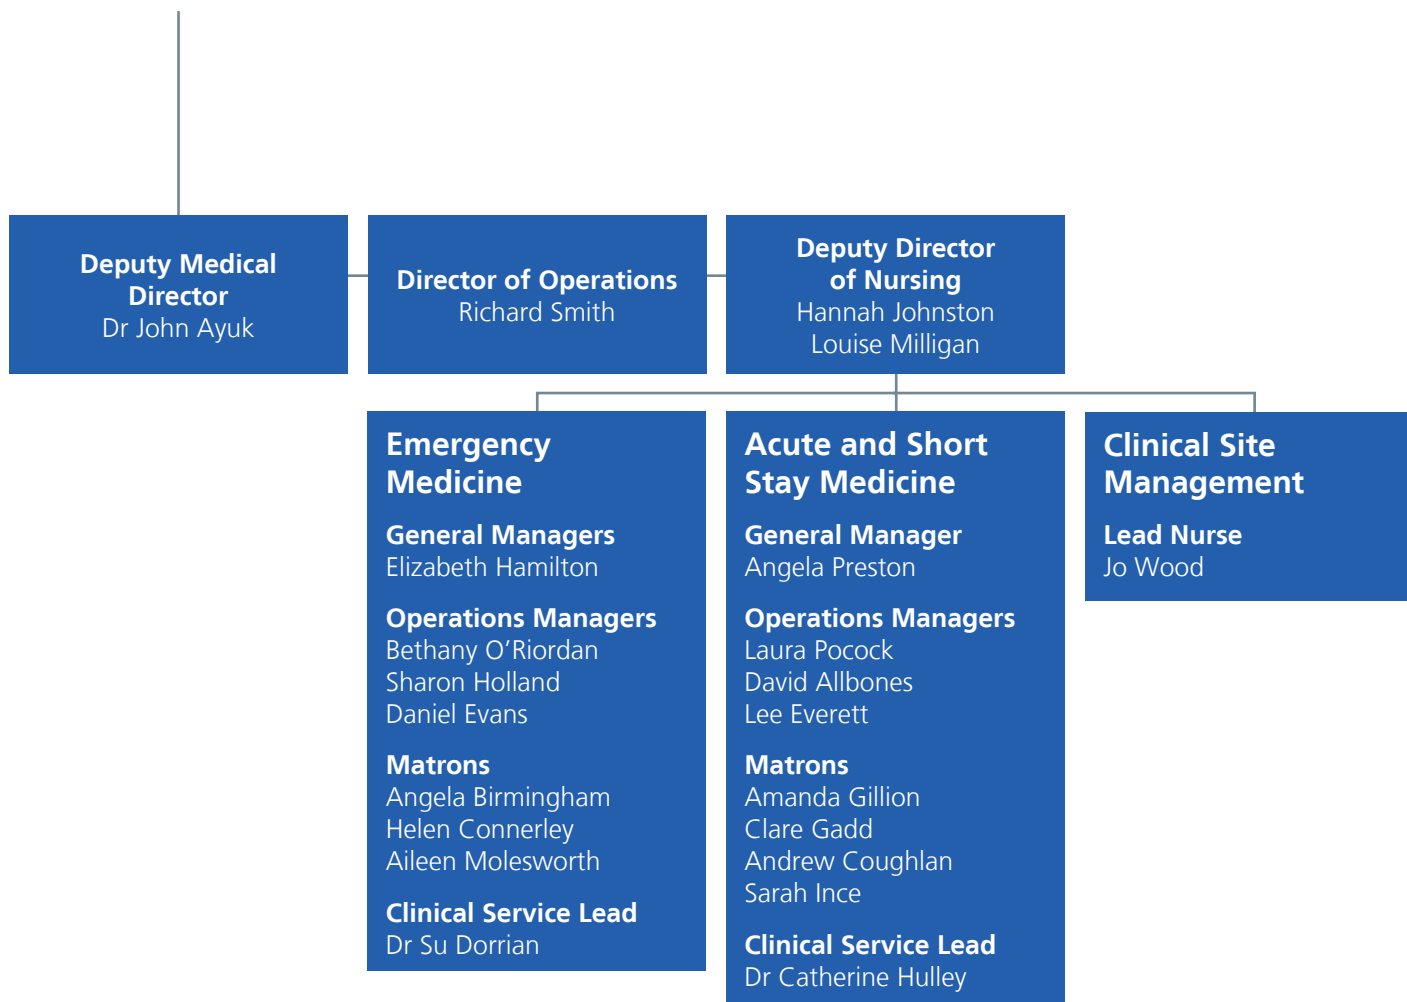 Deputy Medical
Director
Dr John Ayuk
Director of Operations
Richard Smith
Deputy Director
of Nursing
Hannah Johnston
Louise Milligan
Emergency
Medicine
General Managers
Elizabeth Hamilton
Operations Managers
Bethany O’Riordan
Sharon Holland
Daniel Evans
Matrons
Angela Birmingham
Helen Connerley
Aileen Molesworth
Clinical Service Lead
Dr Su Dorrian
Acute and Short
Stay Medicine
General Manager
Angela Preston
Operations Managers
Laura Pocock
David Allbones
Lee Everett
Matrons
Amanda Gillion
Clare Gadd
Andrew Coughlan
Sarah Ince
Clinical Service Lead
Dr Catherine Hulley
Clinical Site
Management
Lead Nurse
Jo Wood